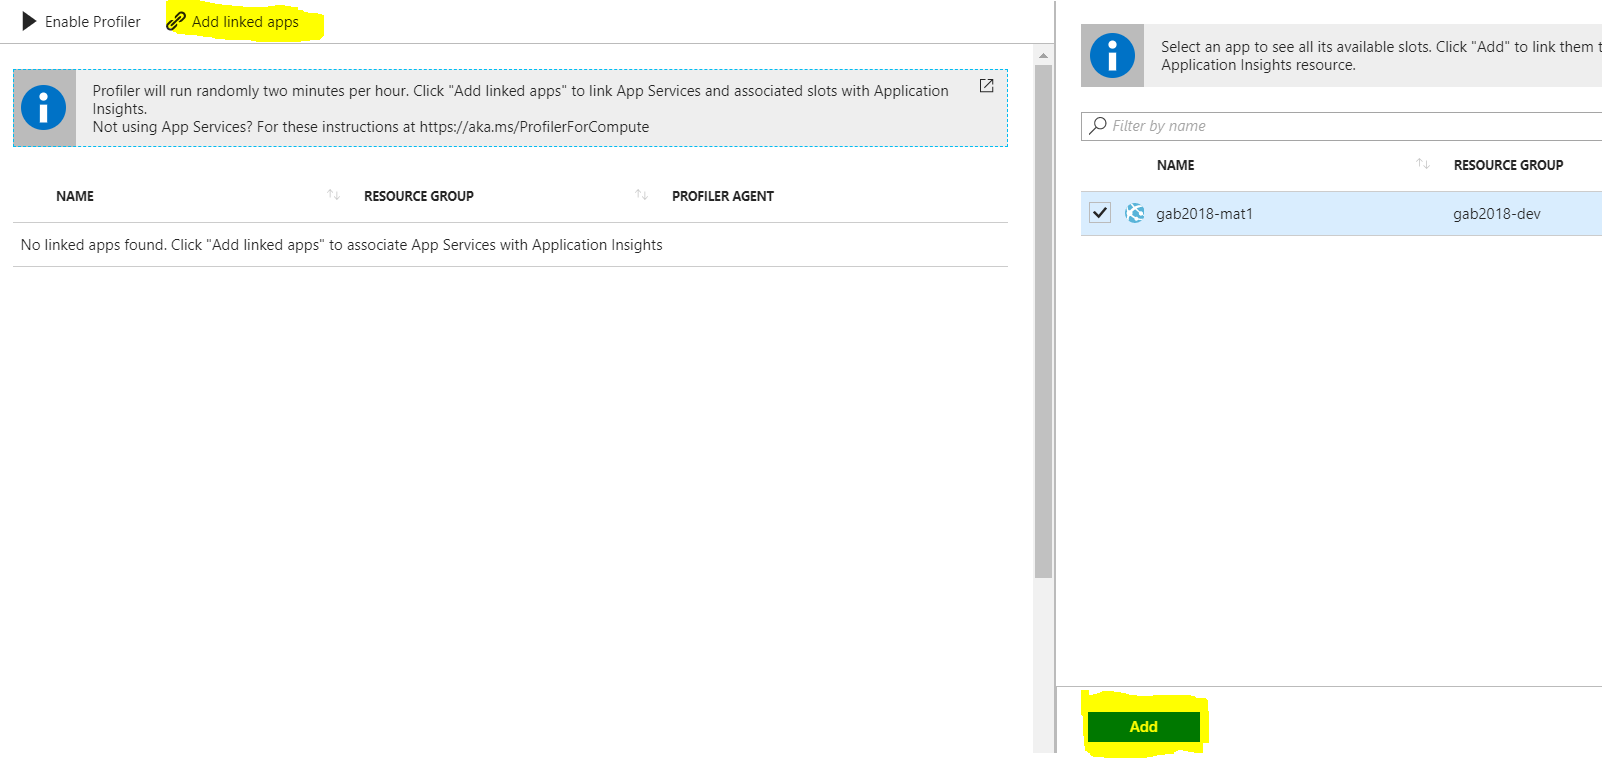 Enable Profiler
Add linked apps
Profiler will run randomly two minutes per hour. Click "Add linked apps" to link App Services and associated slots with Application
Insights.
Not using App Services? For these instructions at https://aka.ms/ProfilerForCompute
NAME
RESOURCE GROUP
PROFILER AGENT
No linked apps found. Click "Add linked apps" to associate App Services with Application Insights
Select an app to see all its available slots. Click "Add" to link them t
Application Insights resource.
Filter by name
NAME
RESOURCE GROUP
gab2018-mat1
gab2018-dev
Add